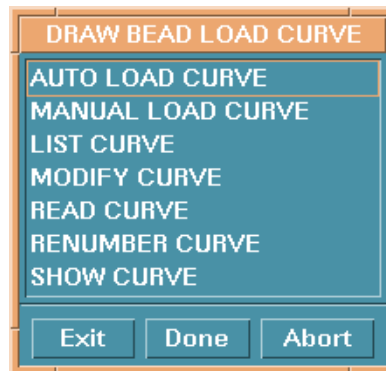 DRAW BEAD LOAD CURVE
AUTO LOAD CURVE
MANUAL LOAD CURVE
LIST CURVE
MODIFY CURVE
READ CURVE
RENUMBER CURVE
SHOW CURVE
Exit Done Abort